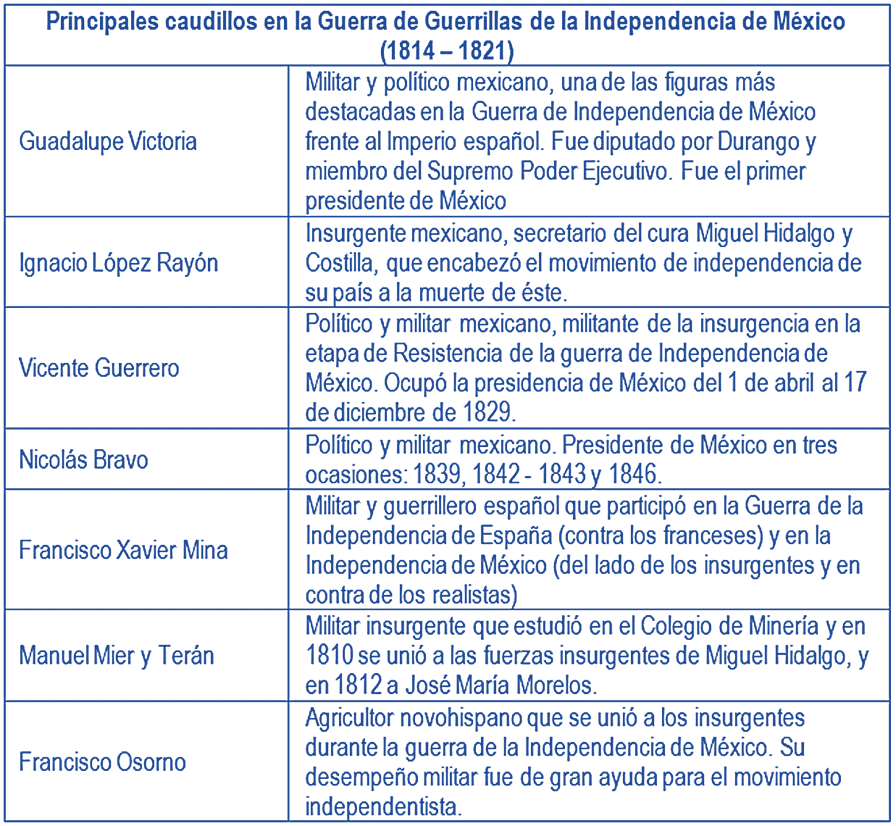 Principales caudillos en la Guerra de Guerrillas de la Independencia de México
(1814 – 1821)
Guadalupe Victoria
Militar y político mexicano, una de las figuras más
destacadas en la Guerra de Independencia de México
frente al Imperio español. Fue diputado por Durango y
miembro del Supremo Poder Ejecutivo. Fue el primer
presidente de México
Ignacio López Rayón
Insurgente mexicano, secretario del cura Miguel Hidalgo y
Costilla, que encabezó el movimiento de independencia de
su país a la muerte de éste.
Vicente Guerrero
Político y militar mexicano, militante de la insurgencia en la
etapa de Resistencia de la guerra de Independencia de
México. Ocupó la presidencia de México del 1 de abril al 17
de diciembre de 1829.
Nicolás Bravo
Político y militar mexicano. Presidente de México en tres
ocasiones: 1839, 1842 - 1843 y 1846.
Francisco Xavier Mina
Militar y guerrillero español que participó en la Guerra de la
Independencia de España (contra los franceses) y en la
Independencia de México (del lado de los insurgentes y en
contra de los realistas)
Manuel Mier y Terán
Militar insurgente que estudió en el Colegio de Minería y en
1810 se unió a las fuerzas insurgentes de Miguel Hidalgo, y
en 1812 a José María Morelos.
Francisco Osorno
Agricultor novohispano que se unió a los insurgentes
durante la guerra de la Independencia de México. Su
desempeño militar fue de gran ayuda para el movimiento
independentista.